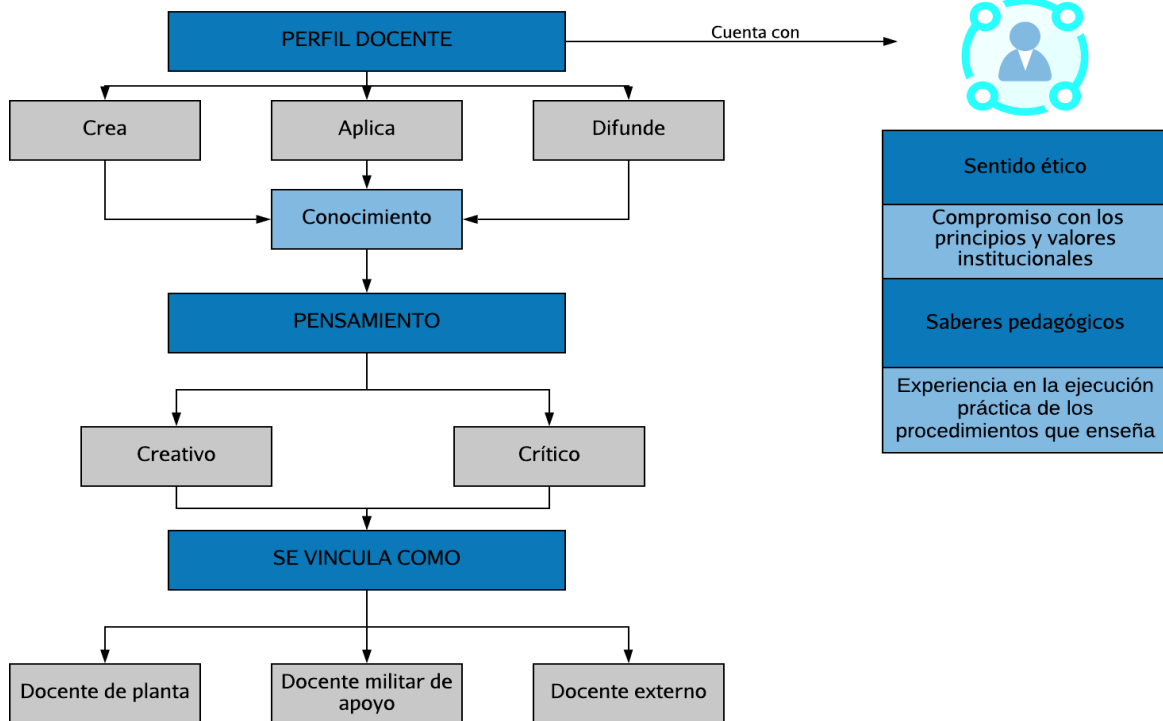 PERFIL DOCENTE
Cuenta con
Crea
Aplica
Difunde
Conocimiento
PENSAMIENTO
Creativo
Crítico
SE VINCULA COMO
Docente de planta
Docente militar de
apoyo
Docente externo
Sentido ético
Compromiso con los
principios y valores
institucionales
Saberes pedagógicos
Experiencia en la ejecución
práctica de los
procedimientos que enseña